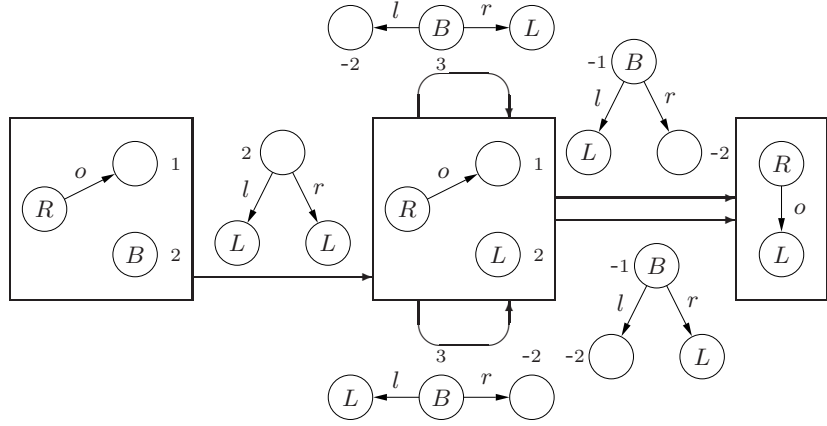 l B r L
-2 3
-1 B
l r
L -2
R o 1
B 2
2
l r
L L
R o 1
L 2
R
o
L
-1 B
l r
-2 L
3 -2
L l B r